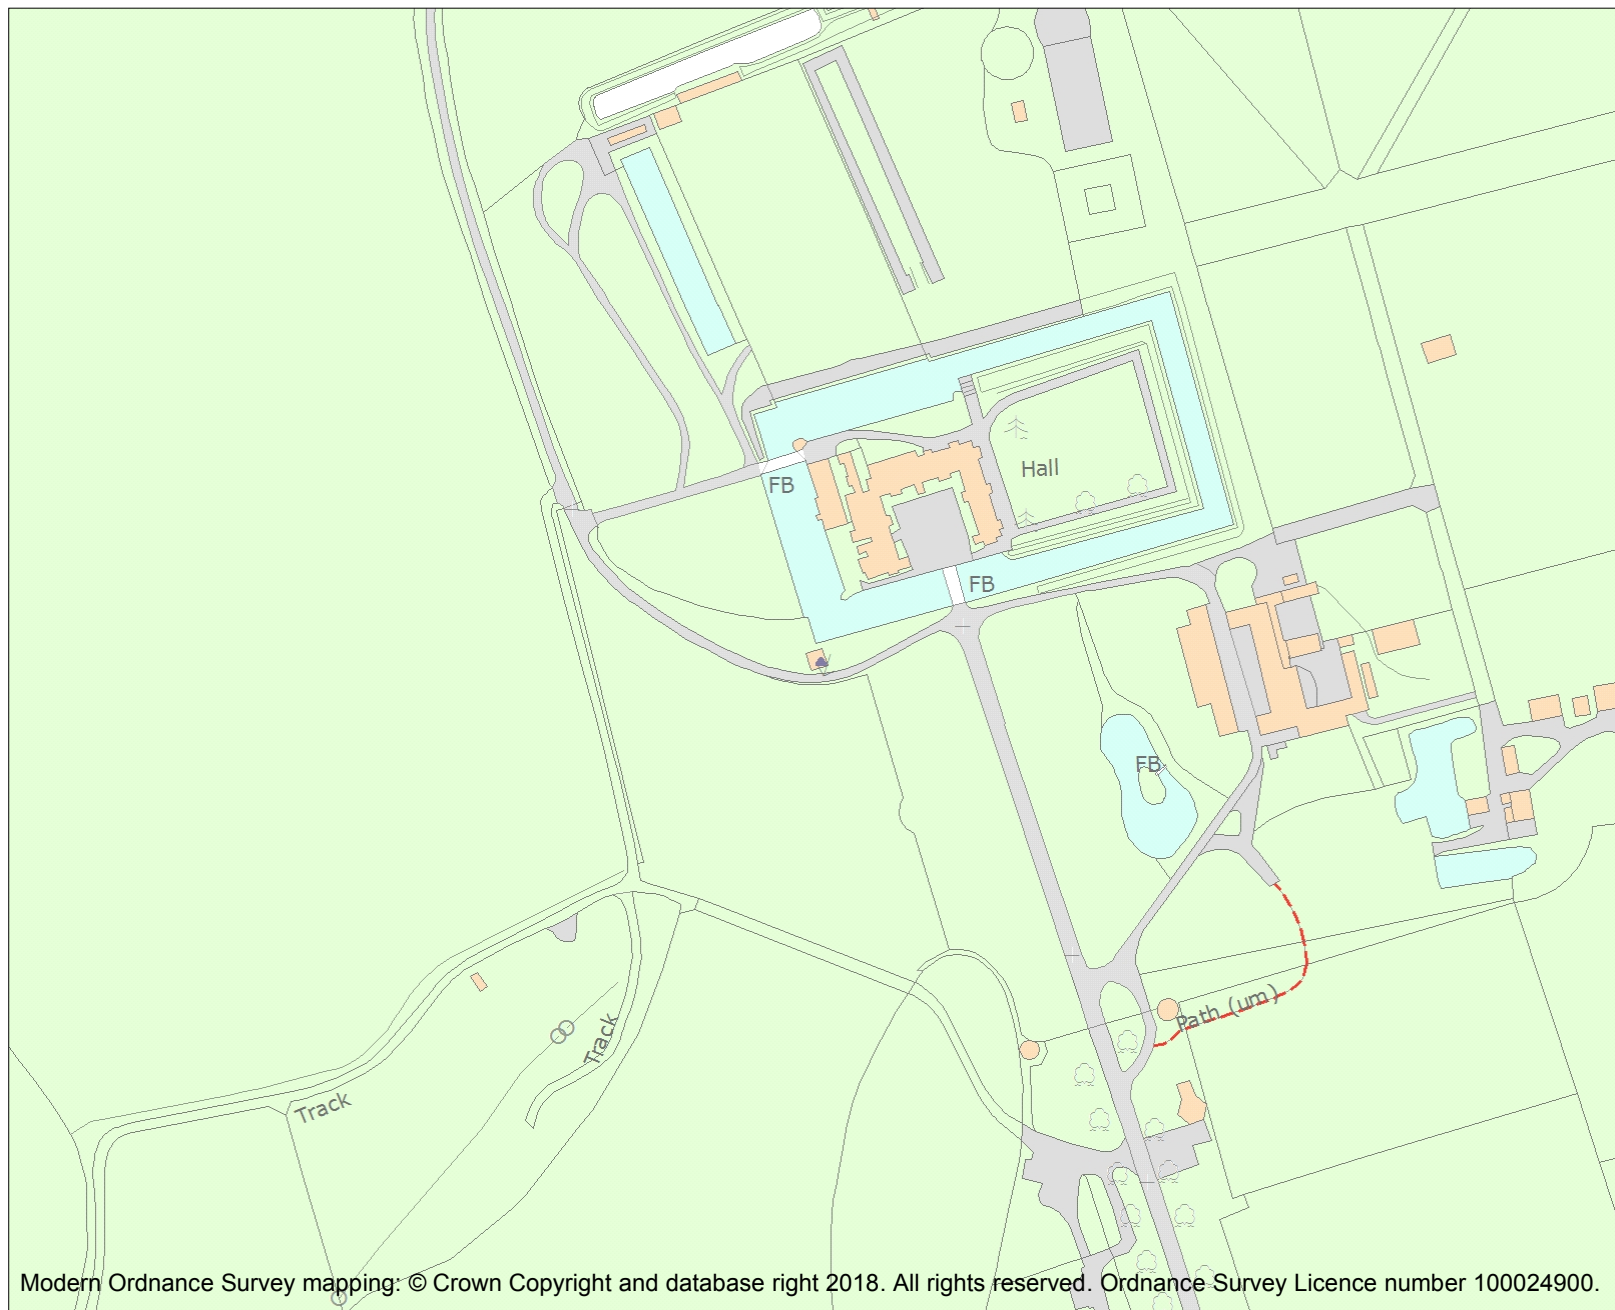 Hall
FB
FB
FB
Path (um)
Track
Track
Modern Ordnance Survey mapping: © Crown Copyright and database right 2018. All rights reserved. Ordnance Survey Licence number 100024900.